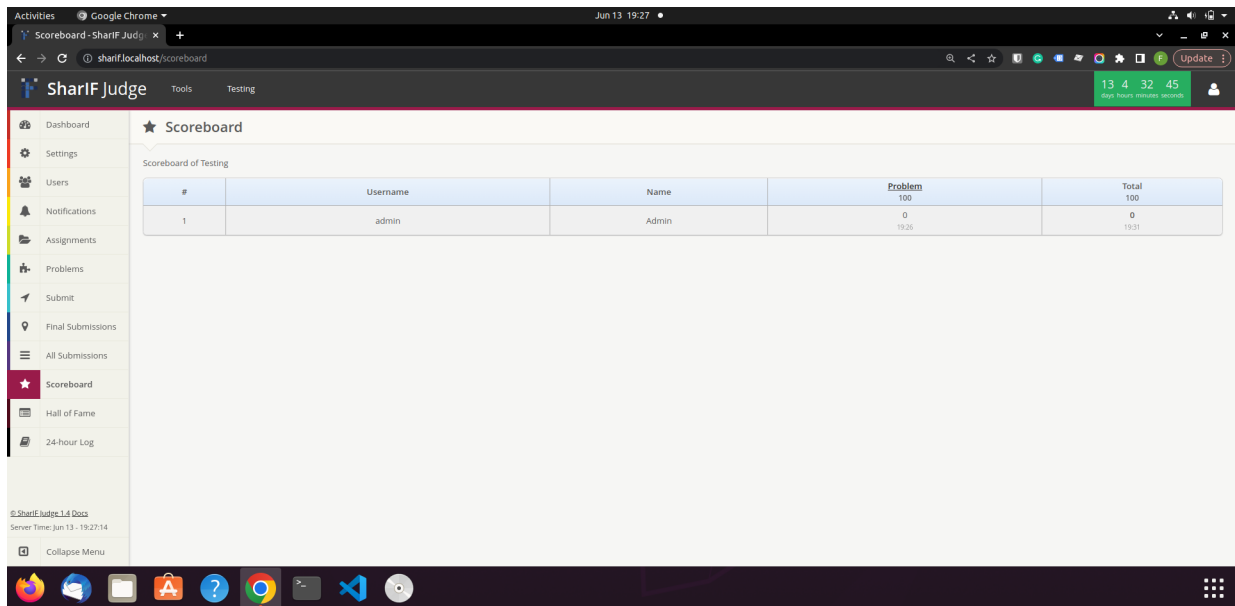 Activities Google Chrome Jun 13 19:27
Scoreboard - SharIF Judg
sharif.localhost/scoreboard Update
SharIF Judge Tools Testing 13 4 32 45
days hours minutes seconds
Dashboard
Settings
Users
Notifications
Assignments
Problems
Submit
Final Submissions
All Submissions
Scoreboard
Hall of Fame
24-hour Log
© SharIF Judge 1.4 Docs
Server Time: Jun 13 - 19:27:14
Collapse Menu
Scoreboard
Scoreboard of Testing
# Username Name Problem Total
100 100
1 admin Admin 0 0
19:26 19:31